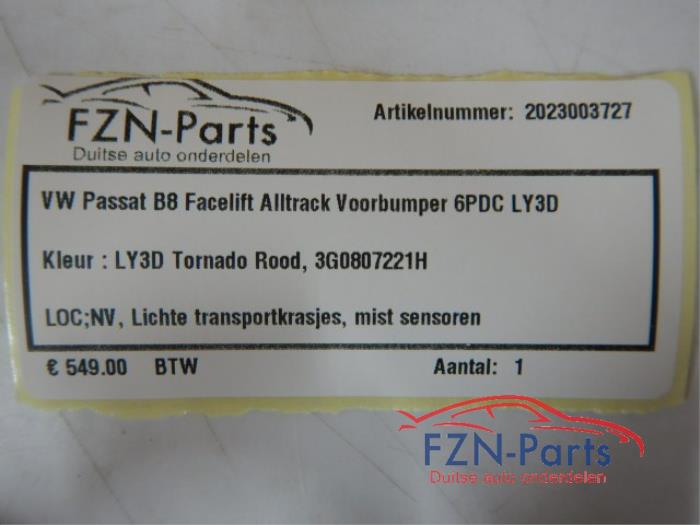 FZN-Parts
Duitse auto onderdelen
Artikelnummer: 2023003727
VW Passat B8 Facelift Alltrack Voorbumper 6PDC LY3D
Kleur : LY3D Tornado Rood, 3G0807221H
LOC;NV, Lichte transportkrasjes, mist sensoren
€ 549.00 BTW Aantal: 1
FZN-Parts
Duitse auto onderdelen